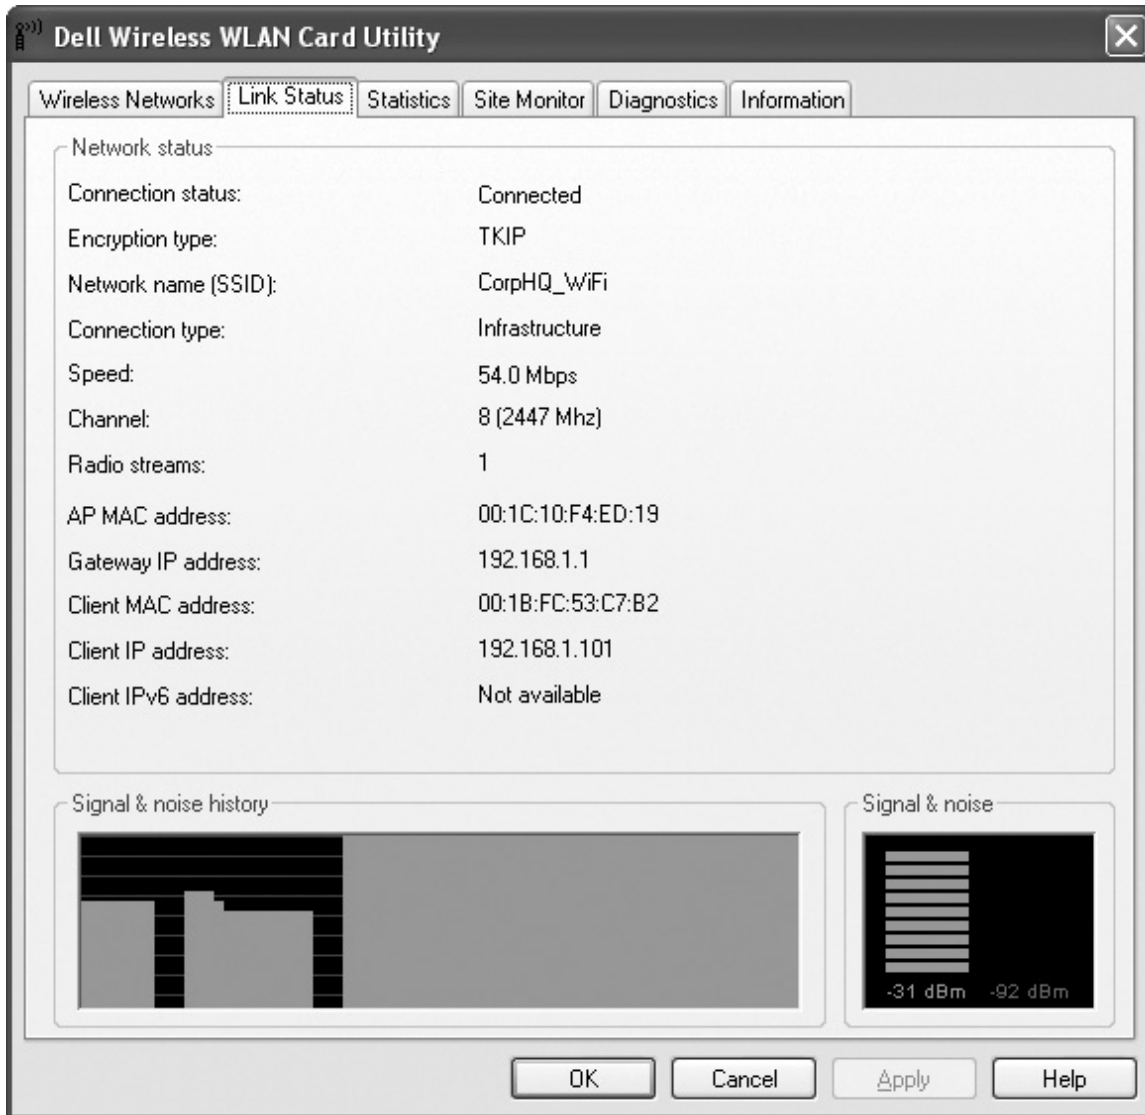 Dell Wireless WLAN Card Utility
Wireless Networks Link Status Statistics Site Monitor Diagnostics Information
Network status
Connection status: Connected
Encryption type: TKIP
Network name (SSID): CorpHQ_WiFi
Connection type: Infrastructure
Speed: 54.0 Mbps
Channel: 8 (2447 Mhz)
Radio streams: 1
AP MAC address: 00:1C:10:F4:ED:19
Gateway IP address: 192.168.1.1
Client MAC address: 00:1B:FC:53:C7:B2
Client IP address: 192.168.1.101
Client IPv6 address: Not available
Signal & noise history Signal & noise
-31 dBm -92 dBm
OK Cancel Apply Help